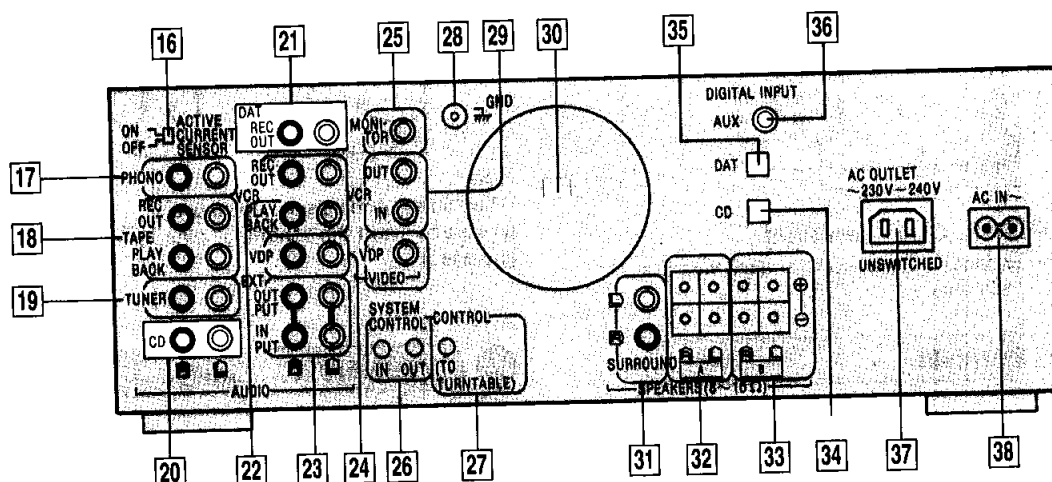 16
21
25
28
29
30
35
36
DIGITAL INPUT
AUX
GND
DAT
REC
OUT
ON
OFF
ACTIVE
CURRENT
SENSOR
MONI-
TOR
17
PHONO
REC
OUT
VCR
OUT
VCR
DAT
AC OUTLET
~230V~240V
AC IN~
18
REC
OUT
TAPE
PLAY
BACK
PLAY
BACK
IN
CD
VDP
VDP
VIDEO
UNSWITCHED
19
TUNER
EXT
OUT
PUT
IN
PUT
CD
R
L
AUDIO
R
L
SYSTEM
CONTROL
IN
OUT
CONTROL
(TO
TURNTABLE)
L
R
SURROUND
R
L
A
R
L
B
⊕
⊖
SPEAKERS
20
22
23
24
26
27
31
32
33
34
37
38